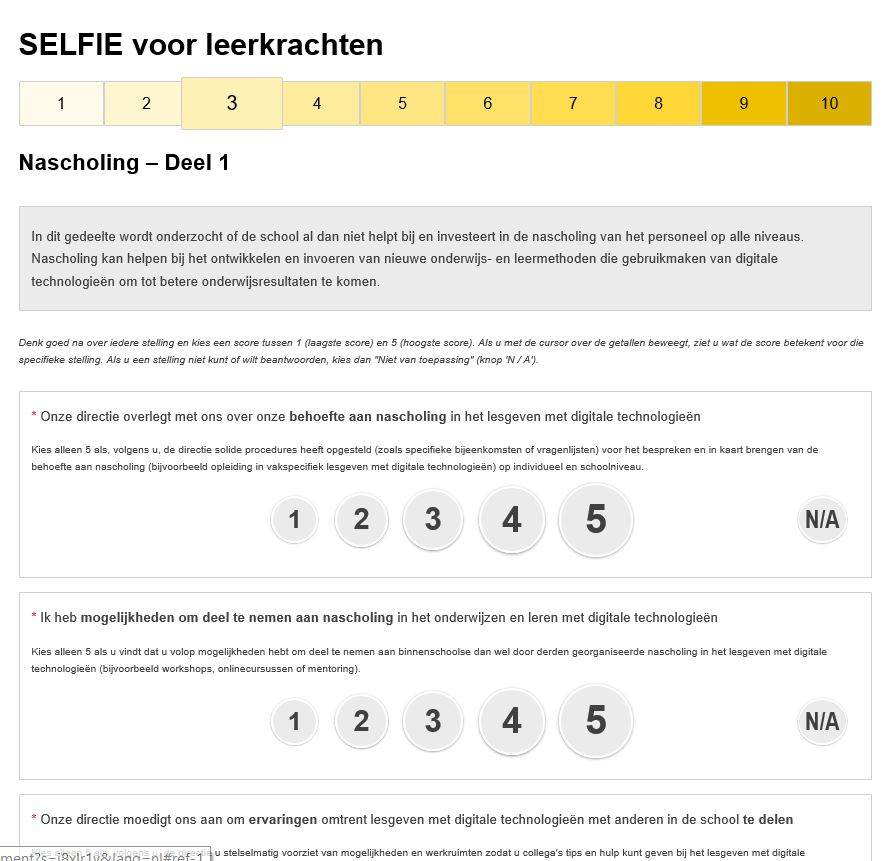 SELFIE voor leerkrachten
1 2 3 4 5 6 7 8 9 10
Nascholing – Deel 1
In dit gedeelte wordt onderzocht of de school al dan niet helpt bij en investeert in de nascholing van het personeel op alle niveaus.
Nascholing kan helpen bij het ontwikkelen en invoeren van nieuwe onderwijs- en leermethoden die gebruikmaken van digitale
technologieën om tot betere onderwijsresultaten te komen.
Denk goed na over iedere stelling en kies een score tussen 1 (laagste score) en 5 (hoogste score). Als u met de cursor over de getallen beweegt, ziet u wat de score betekent voor die
specifieke stelling. Als u een stelling niet kunt of wilt beantwoorden, kies dan "Niet van toepassing" (knop 'N / A').
* Onze directie overlegt met ons over onze behoefte aan nascholing in het lesgeven met digitale technologieën
Kies alleen 5 als, volgens u, de directie solide procedures heeft opgesteld (zoals specifieke bijeenkomsten of vragenlijsten) voor het bespreken en in kaart brengen van de
behoefte aan nascholing (bijvoorbeeld opleiding in vakspecifiek lesgeven met digitale technologieën) op individueel en schoolniveau.
1 2 3 4 5 N/A
* Ik heb mogelijkheden om deel te nemen aan nascholing in het onderwijzen en leren met digitale technologieën
Kies alleen 5 als u vindt dat u volop mogelijkheden hebt om deel te nemen aan binnenschoolse dan wel door derden georganiseerde nascholing in het lesgeven met digitale
technologieën (bijvoorbeeld workshops, onlinecursussen of mentoring).
1 2 3 4 5 N/A
* Onze directie moedigt ons aan om ervaringen omtrent lesgeven met digitale technologieën met anderen in de school te delen
Kies alleen 5 als, volgens u, de directie u stelselmatig voorziet van mogelijkheden en werkruimten zodat u collega's tips en hulp kunt geven bij het lesgeven met digitale